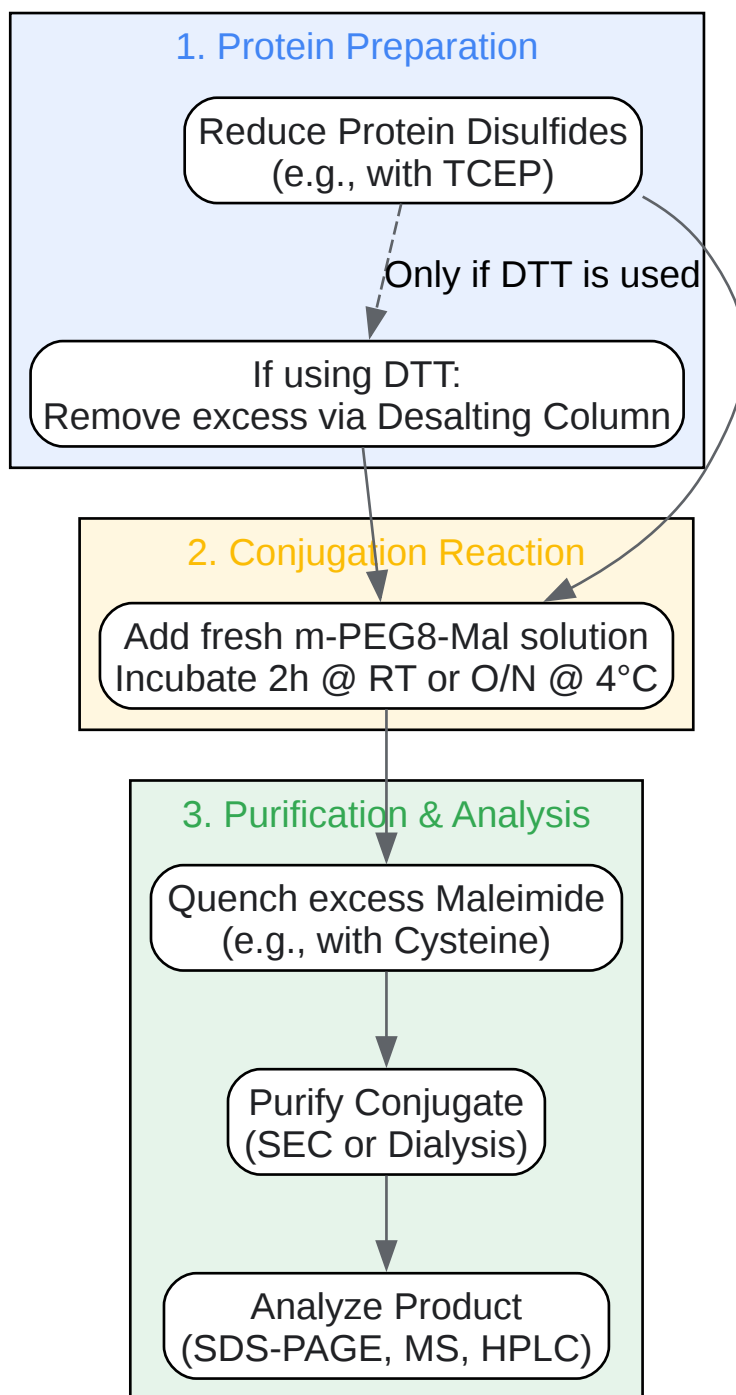 1. Protein Preparation
Reduce Protein Disulfides
(e.g., with TCEP)
Only if DTT is used
If using DTT:
Remove excess via Desalting Column
2. Conjugation Reaction
Add fresh m-PEG8-Mal solution
Incubate 2h @ RT or O/N @ 4°C
3. Purification & Analysis
Quench excess Maleimide
(e.g., with Cysteine)
Purify Conjugate
(SEC or Dialysis)
Analyze Product
(SDS-PAGE, MS, HPLC)